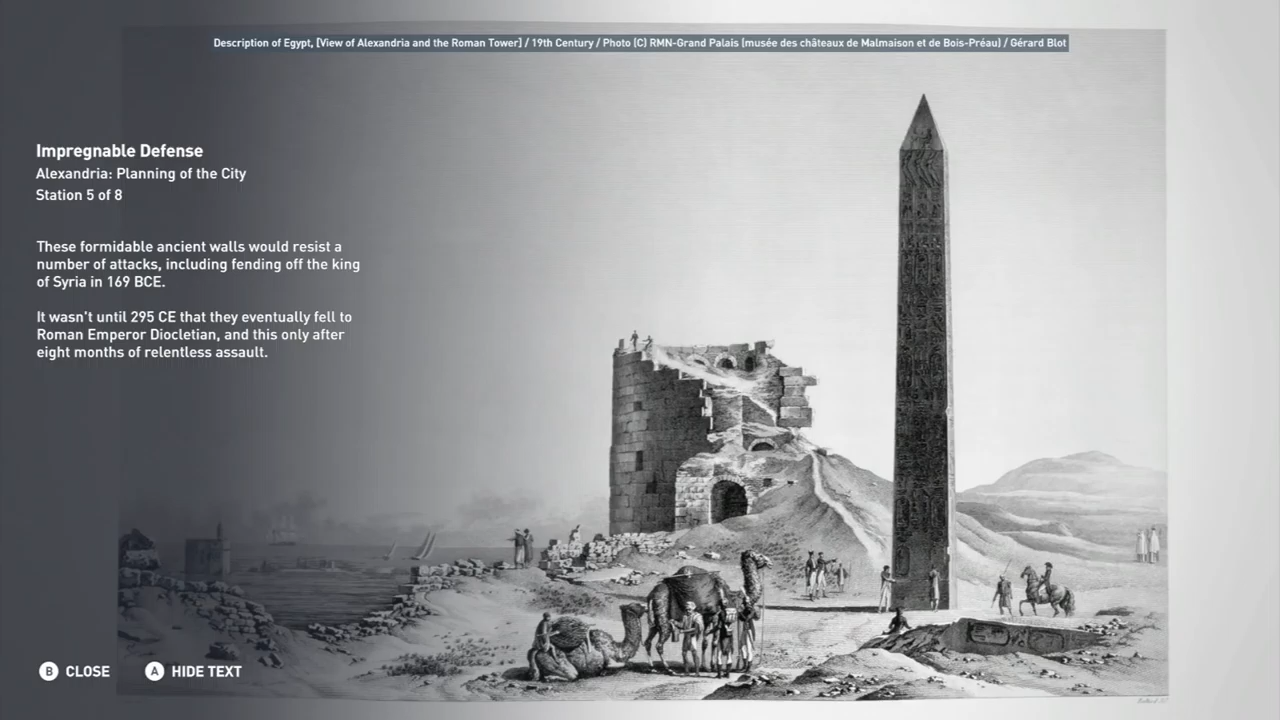 Description of Egypt, [View of Alexandria and the Roman Tower] / 19th Century / Photo (C) RMN-Grand Palais (musée des châteaux de Malmaison et de Bois-Préau) / Gérard Blot
Impregnable Defense
Alexandria: Planning of the City
Station 5 of 8
These formidable ancient walls would resist a
number of attacks, including fending off the king
of Syria in 169 BCE.
It wasn't until 295 CE that they eventually fell to
Roman Emperor Diocletian, and this only after
eight months of relentless assault.
B CLOSE A HIDE TEXT